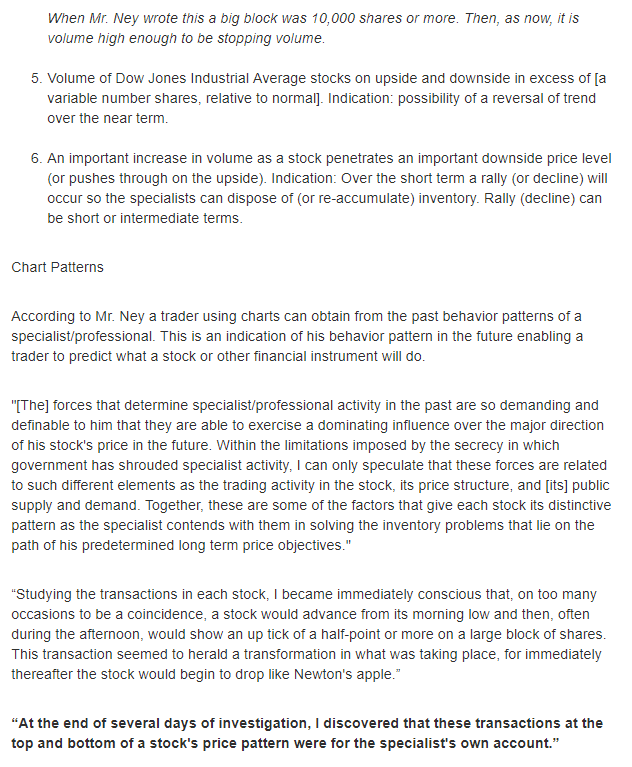 When Mr. Ney wrote this a big block was 10,000 shares or more. Then, as now, it is
volume high enough to be stopping volume.
5. Volume of Dow Jones Industrial Average stocks on upside and downside in excess of [a
variable number shares, relative to normal]. Indication: possibility of a reversal of trend
over the near term.
6. An important increase in volume as a stock penetrates an important downside price level
(or pushes through on the upside). Indication: Over the short term a rally (or decline) will
occur so the specialists can dispose of (or re-accumulate) inventory. Rally (decline) can
be short or intermediate terms.
Chart Patterns
According to Mr. Ney a trader using charts can obtain from the past behavior patterns of a
specialist/professional. This is an indication of his behavior pattern in the future enabling a
trader to predict what a stock or other financial instrument will do.
"[The] forces that determine specialist/professional activity in the past are so demanding and
definable to him that they are able to exercise a dominating influence over the major direction
of his stock's price in the future. Within the limitations imposed by the secrecy in which
government has shrouded specialist activity, I can only speculate that these forces are related
to such different elements as the trading activity in the stock, its price structure, and [its] public
supply and demand. Together, these are some of the factors that give each stock its distinctive
pattern as the specialist contends with them in solving the inventory problems that lie on the
path of his predetermined long term price objectives."
“Studying the transactions in each stock, I became immediately conscious that, on too many
occasions to be a coincidence, a stock would advance from its morning low and then, often
during the afternoon, would show an up tick of a half-point or more on a large block of shares.
This transaction seemed to herald a transformation in what was taking place, for immediately
thereafter the stock would begin to drop like Newton's apple.”
“At the end of several days of investigation, I discovered that these transactions at the
top and bottom of a stock's price pattern were for the specialist's own account.”